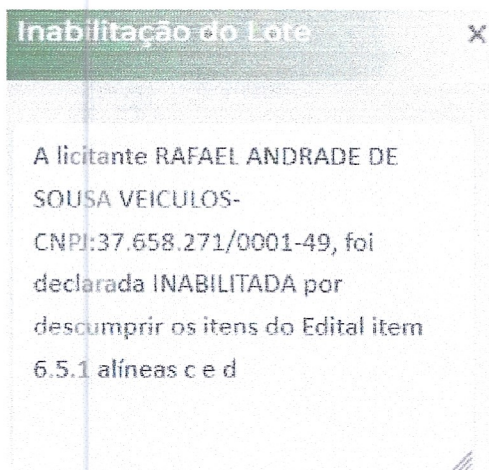 Inabilitação do Lote X
A licitante RAFAEL ANDRADE DE
SOUSA VEICULOS-
CNPJ:37.658.271/0001-49, foi
declarada INABILITADA por
descumprir os itens do Edital item
6.5.1 alíneas c e d